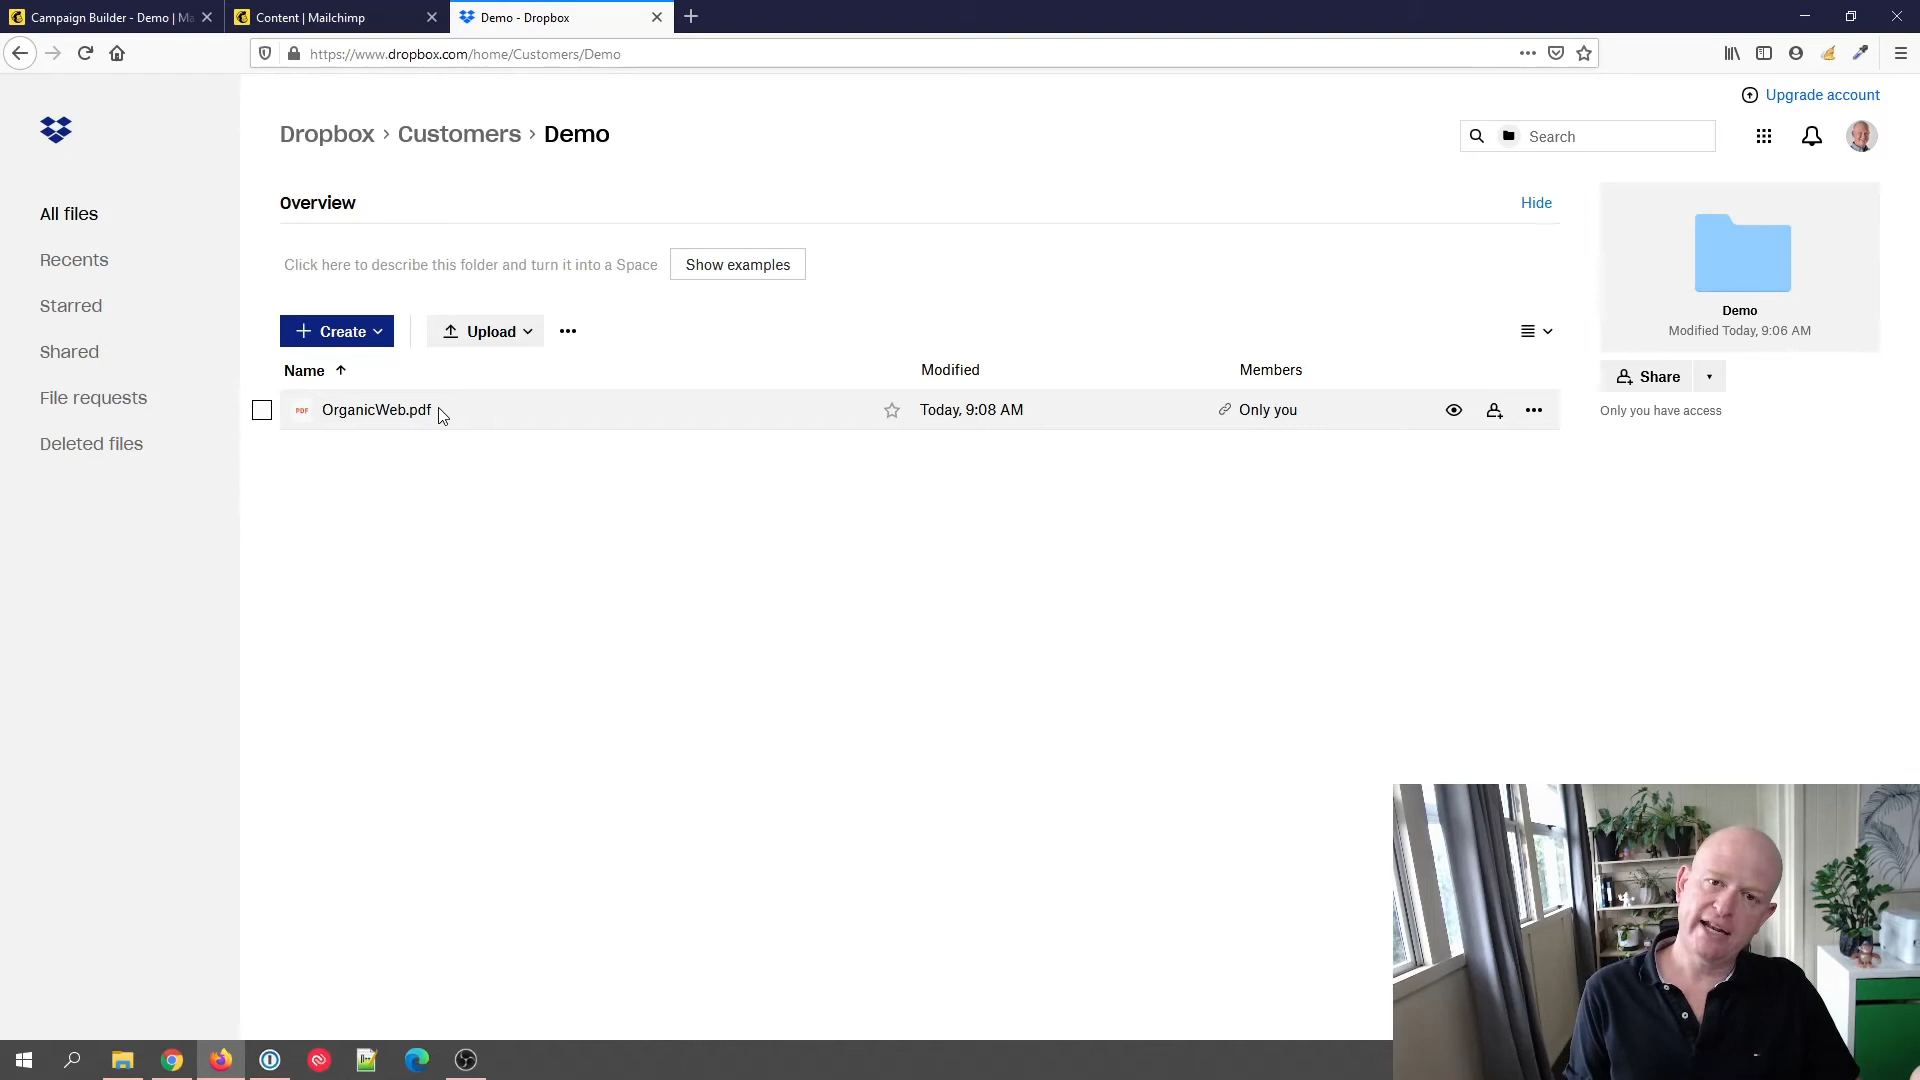 Campaign Builder - Demo | Ma
Content | Mailchimp
Demo - Dropbox
https://www.dropbox.com/home/Customers/Demo
Upgrade account
Dropbox › Customers › Demo
Search
All files
Recents
Starred
Shared
File requests
Deleted files
Overview
Hide
Click here to describe this folder and turn it into a Space
Show examples
Create
Upload
Name
Modified
Members
PDF
OrganicWeb.pdf
Today, 9:08 AM
Only you
Demo
Modified Today, 9:06 AM
Share
Only you have access